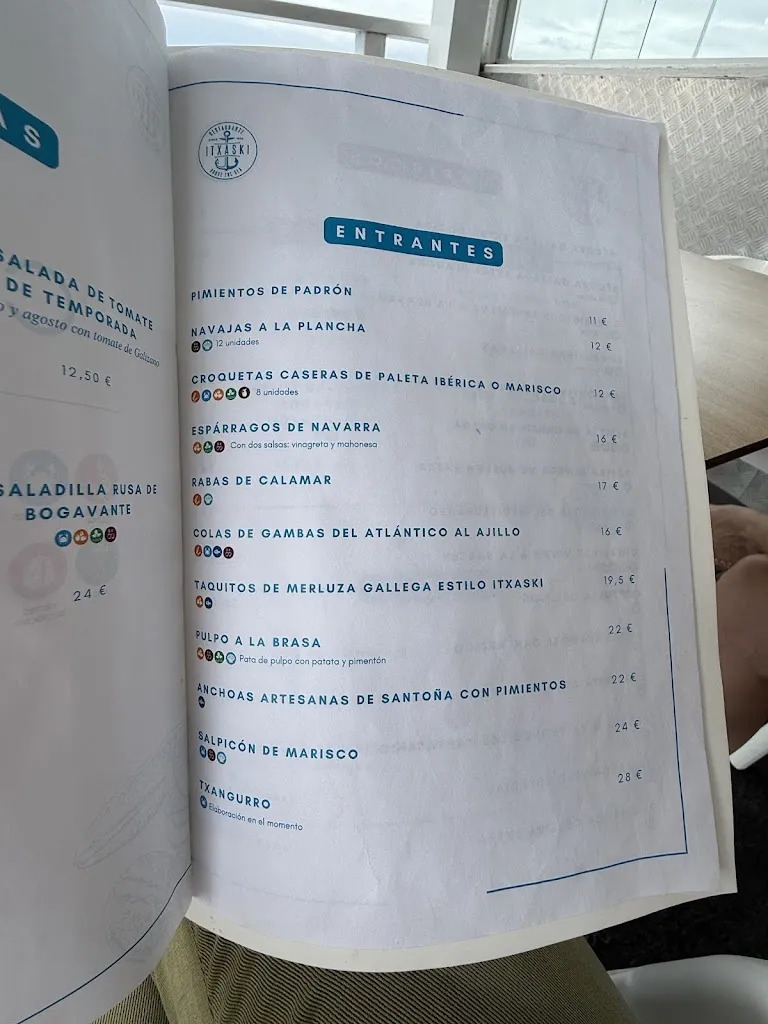 AS
SALADA DE TOMATE
DE TEMPORADA
o y agosto con tomate de Galizano
12,50 €
SALADILLA RUSA DE
BOGAVANTE
24 €
RESTAURANTE
ITXASKI
ENTRANTES
PIMIENTOS DE PADRÓN
11 €
NAVAJAS A LA PLANCHA
12 unidades
12 €
CROQUETAS CASERAS DE PALETA IBÉRICA O MARISCO
8 unidades
12 €
ESPÁRRAGOS DE NAVARRA
Con dos salsas: vinagreta y mahonesa
16 €
RABAS DE CALAMAR
17 €
COLAS DE GAMBAS DEL ATLÁNTICO AL AJILLO
16 €
TAQUITOS DE MERLUZA GALLEGA ESTILO ITXASKI
19,5 €
PULPO A LA BRASA
Pata de pulpo con patata y pimentón
22 €
ANCHOAS ARTESANAS DE SANTOÑA CON PIMIENTOS
22 €
SALPICÓN DE MARISCO
24 €
TXANGURRO
Elaboración en el momento
28 €